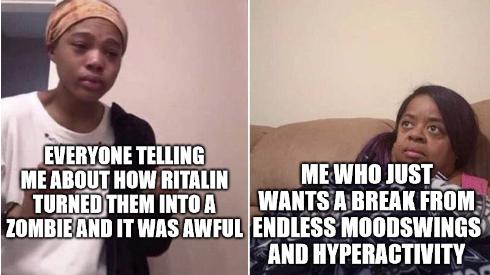 EVERYONE TELLING
ME ABOUT HOW RITALIN
TURNED THEM INTO A
ZOMBIE AND IT WAS AWFUL
ME WHO JUST
WANTS A BREAK FROM
ENDLESS MOODSWINGS
AND HYPERACTIVITY